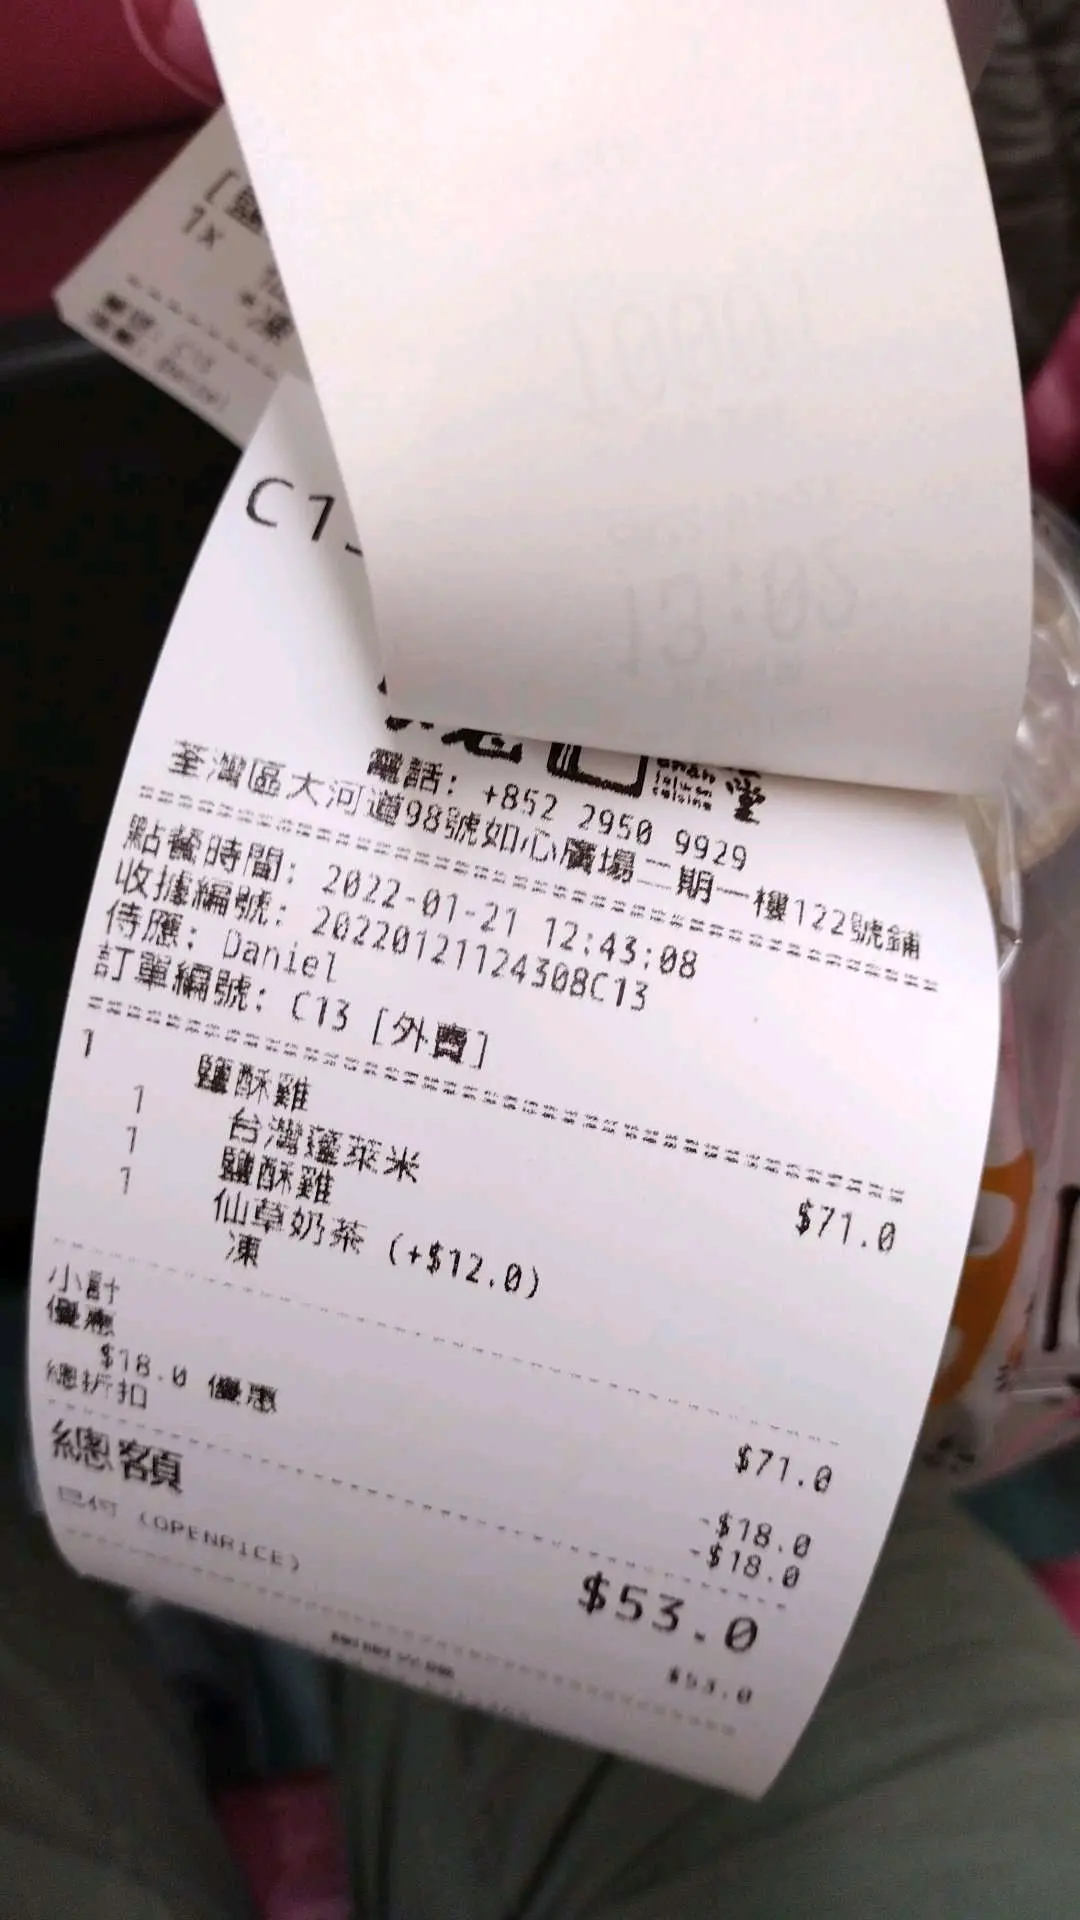 1x
C13
電話: +852 2950 9929
荃灣區大河道98號如心廣場二期一樓122號鋪
點餐時間: 2022-01-21 12:43:08
收據編號: 20220121124308C13
侍應: Daniel
訂單編號: C13 [外賣]
1 鹽酥雞 $71.0
1 台灣蓬萊米
1 鹽酥雞
1 仙草奶茶 (+$12.0)
凍
小計 $71.0
優惠
$18.0 優惠 -$18.0
總折扣 -$18.0
總額 $53.0
已付 (OPENRICE) $53.0